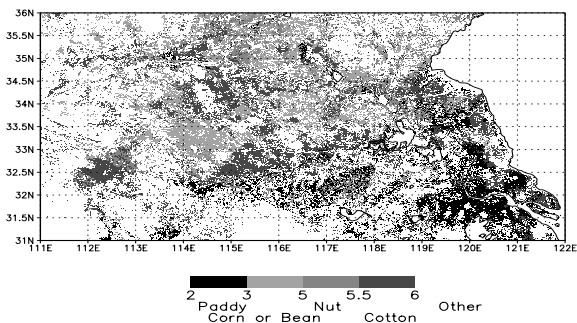 36N
35.5N
35N
34.5N
34N
33.5N
33N
32.5N
32N
31.5N
31N
111E 112E 113E 114E 115E 116E 117E 118E 119E 120E 121E 122E
2 3 5 5.5 6
Paddy Nut Other
Corn or Bean Cotton